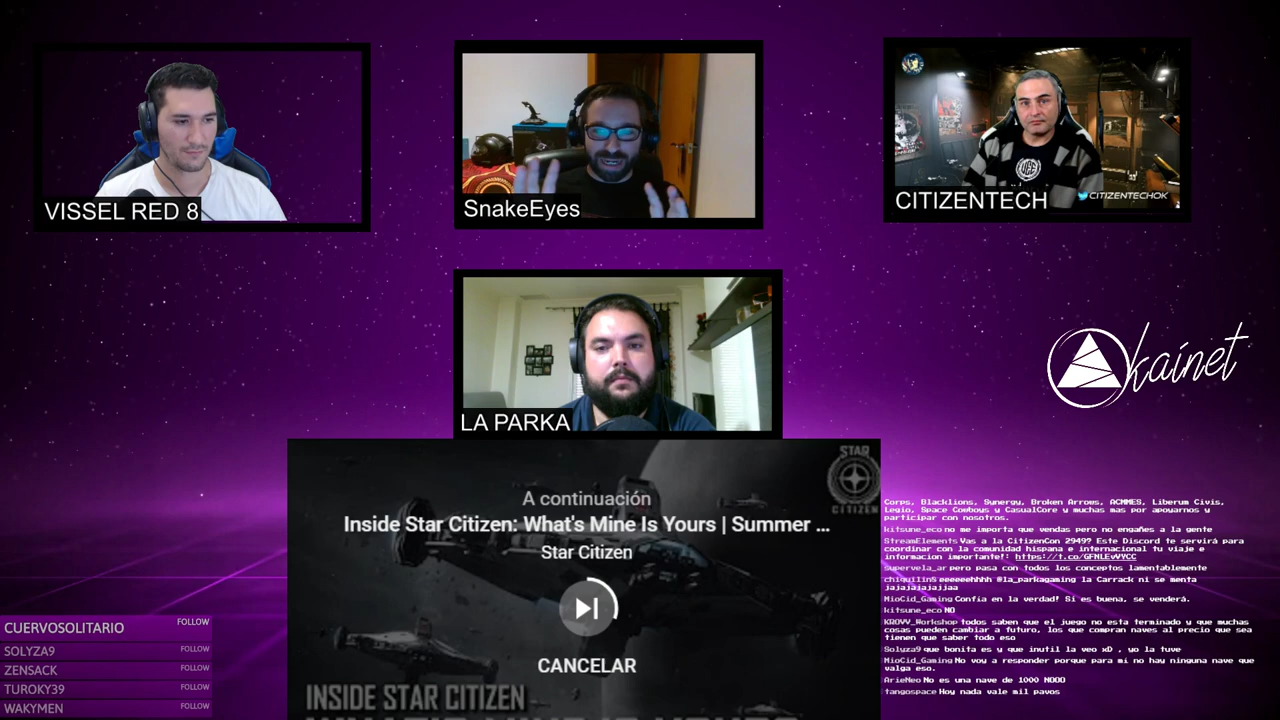 VISSEL RED 8
SnakeEyes
CITIZENTECH
CITIZENTECHOK
LA PARKA
kainet
A continuación
Inside Star Citizen: What's Mine Is Yours | Summer ...
Star Citizen
CANCELAR
STAR
CITIZEN
INSIDE STAR CITIZEN
CUERVOSOLITARIO FOLLOW
SOLYZA9 FOLLOW
ZENSACK FOLLOW
TUROKY39 FOLLOW
WAKYMEN FOLLOW
Corps, Blacklions, Synergy, Broken Arrows, ACMMES, Liberum Civis,
Legio, Space Cowboys y CasualCore y muchas mas por apoyarnos y
participar con nosotros.
kitsune_eco no me importa que vendas pero no engañes a la gente
StreamElements Vas a la CitizenCon 2949? Este Discord te servirá para
coordinar con la comunidad hispana e internacional tu viaje e
informacion importante!:
supervela_ar pero pasa con todos los conceptos lamentablemente
chiquilin8 eeeeeehhhh @la_parkagaming la Carrack ni se menta
jajajajajajjaa
MioCid_Gaming Confía en la verdad! Si es buena, se venderá.
kitsune_eco NO
KROVV_Workshop todos saben que el juego no esta terminado y que muchas
cosas pueden cambiar a futuro, los que compran naves al precio que sea
tienen que saber todo eso
Solyza9 que bonita es y que inutil la veo xD , yo la tuve
MioCid_Gaming No voy a responder porque para mí no hay ninguna nave que
valga eso.
ArieNeo No es una nave de 1000 NOOO
tangospace Hoy nada vale mil pavos